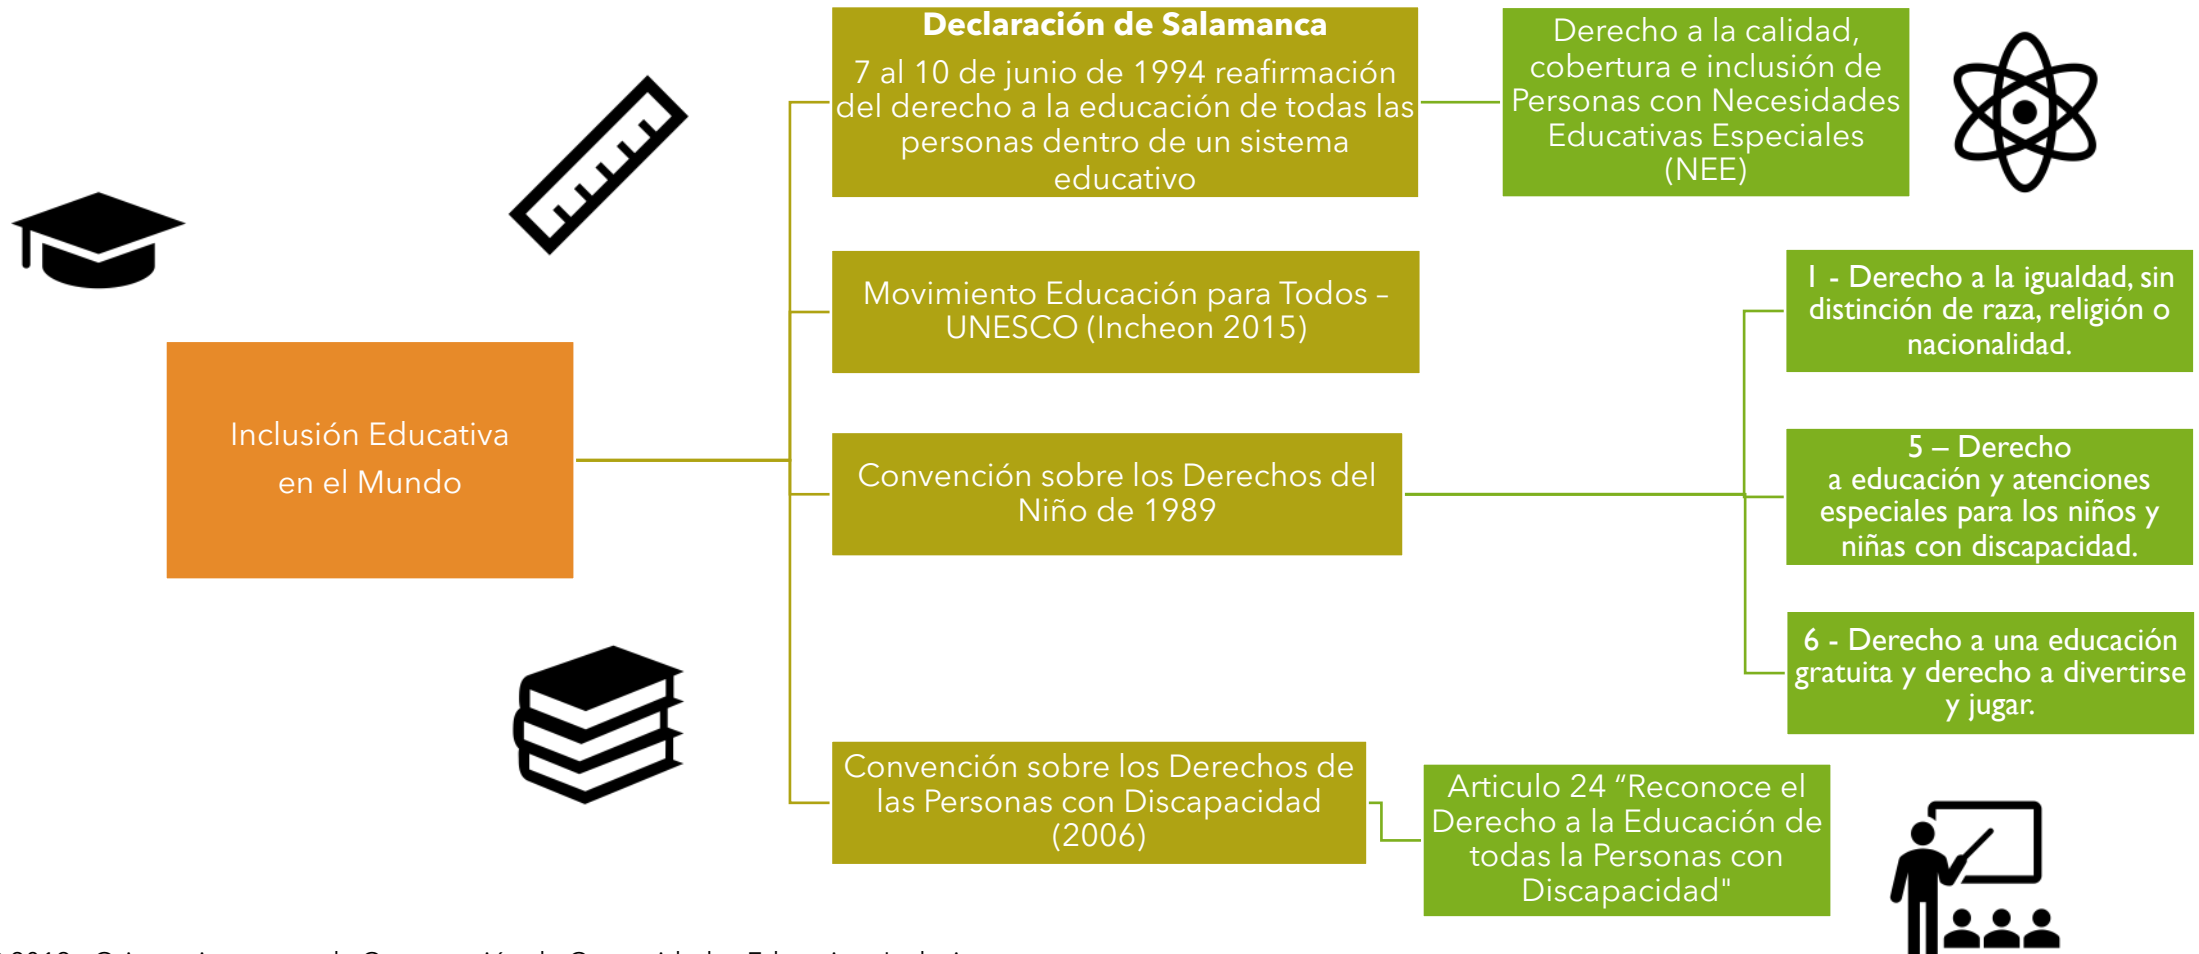 Declaración de Salamanca
7 al 10 de junio de 1994 reafirmación
del derecho a la educación de todas las
personas dentro de un sistema
educativo
Derecho a la calidad,
cobertura e inclusión de
Personas con Necesidades
Educativas Especiales
(NEE)
Movimiento Educación para Todos –
UNESCO (Incheon 2015)
1 - Derecho a la igualdad, sin
distinción de raza, religión o
nacionalidad.
Inclusión Educativa
en el Mundo
Convención sobre los Derechos del
Niño de 1989
5 – Derecho
a educación y atenciones
especiales para los niños y
niñas con discapacidad.
6 - Derecho a una educación
gratuita y derecho a divertirse
y jugar.
Convención sobre los Derechos de
las Personas con Discapacidad
(2006)
Articulo 24 “Reconoce el
Derecho a la Educación de
todas la Personas con
Discapacidad"